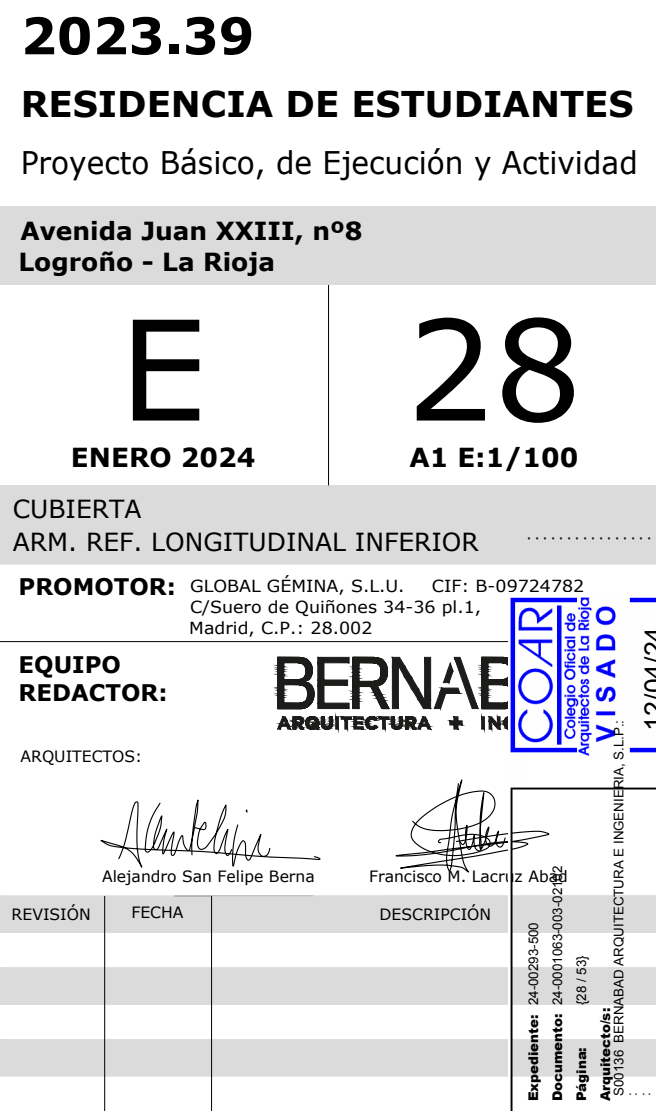 2023.39
RESIDENCIA DE ESTUDIANTES
Proyecto Básico, de Ejecución y Actividad
Avenida Juan XXIII, nº8
Logroño - La Rioja
E
ENERO 2024
28
A1 E:1/100
CUBIERTA
ARM. REF. LONGITUDINAL INFERIOR
PROMOTOR: GLOBAL GÉMINA, S.L.U. CIF: B-09724782
C/Suero de Quiñones 34-36 pl.1,
Madrid, C.P.: 28.002
EQUIPO
REDACTOR:
BERNAB
ARQUITECTURA + ING
ARQUITECTOS:
Alejandro San Felipe Berna
Francisco M. Lacruz Abad
REVISIÓN FECHA DESCRIPCIÓN
COAR
Colegio Oficial de
Arquitectos de La Rioja
VISADO
12/04/24
Expediente: 24-00293-500
Documento: 24-0001063-003-02182
Página: {28 / 53}
Arquitecto/s:
S00136 BERNABAD ARQUITECTURA E INGENIERIA, S.L.P.: